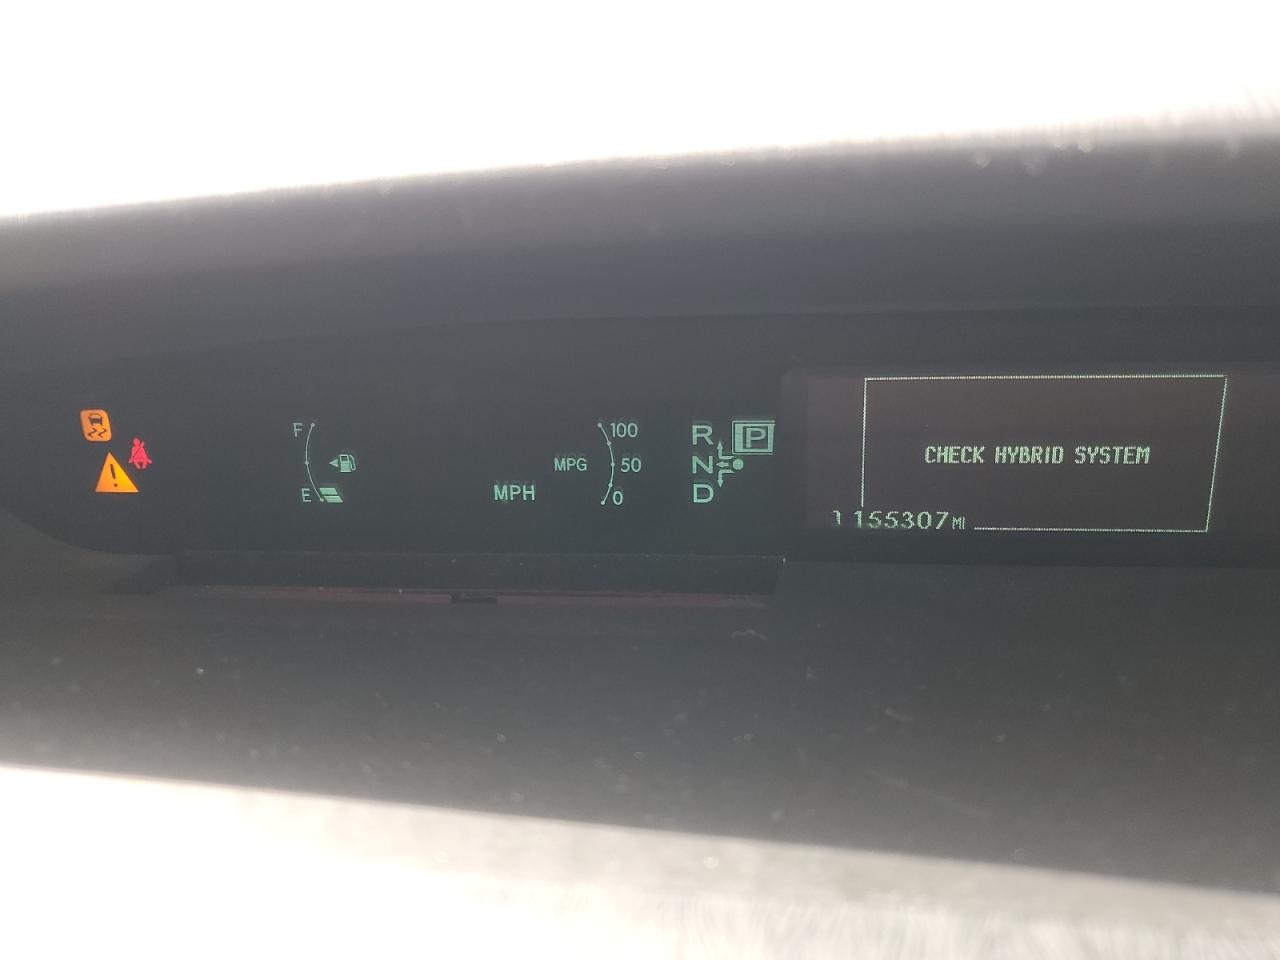 F
E
MPH
MPG
100
50
0
R
N
D
P
CHECK HYBRID SYSTEM
155307 MI